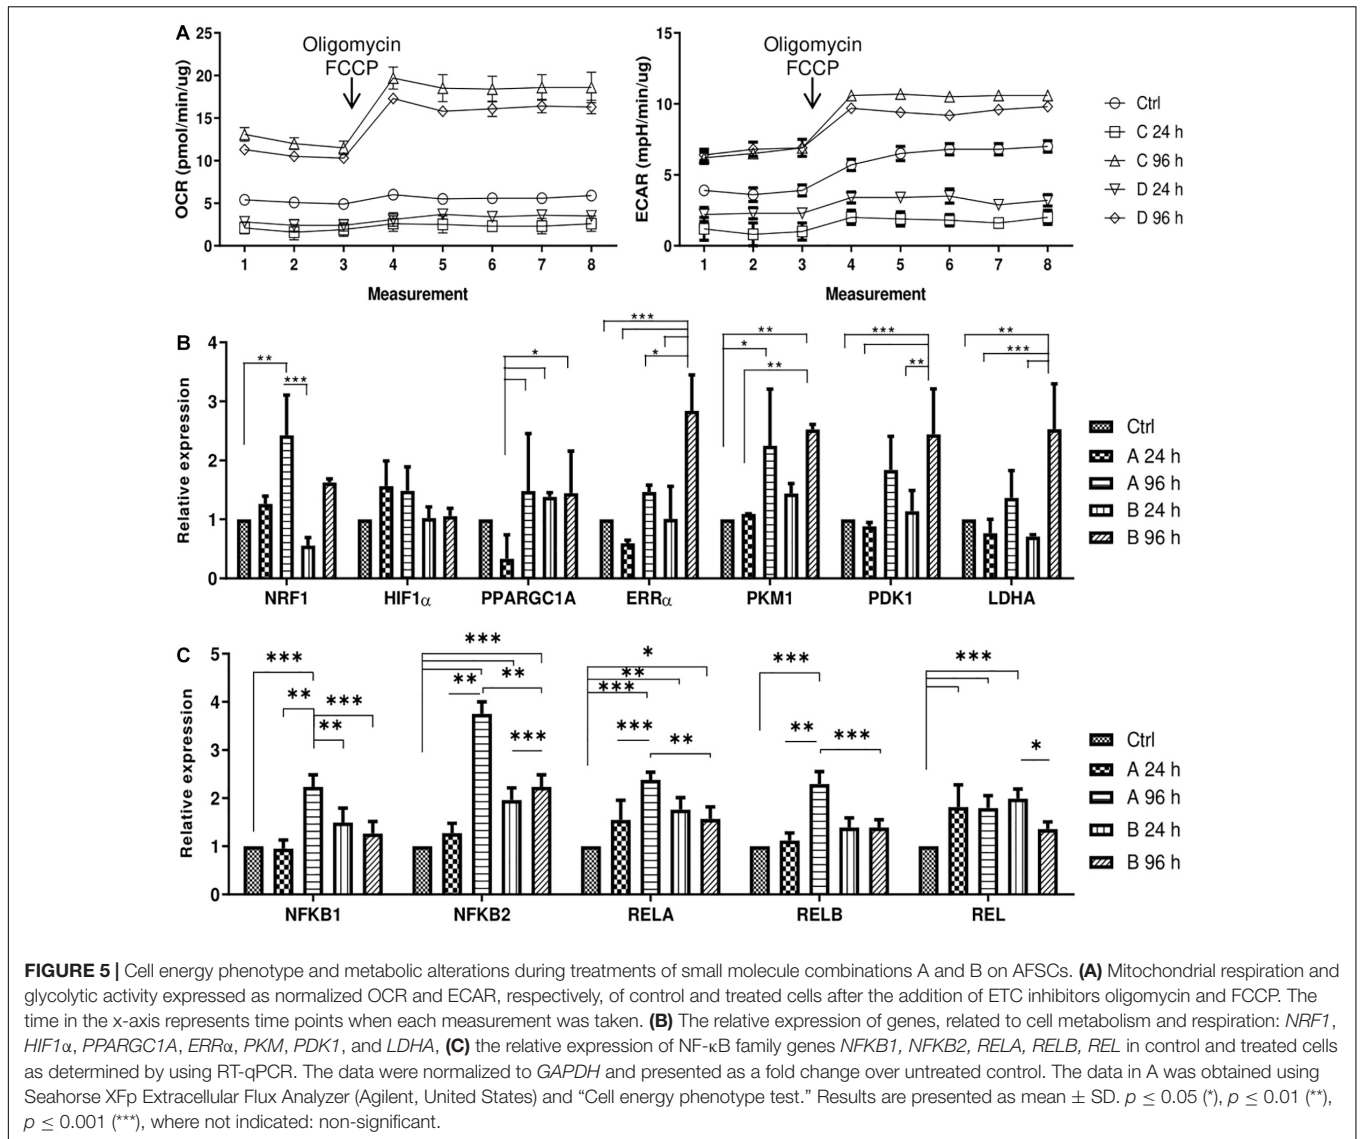 A
Oligomycin
FCCP
OCR (pmol/min/ug)
25
20
15
10
5
0
1 2 3 4 5 6 7 8
Measurement
Oligomycin
FCCP
ECAR (mpH/min/ug)
15
10
5
0
1 2 3 4 5 6 7 8
Measurement
Ctrl
C 24 h
C 96 h
D 24 h
D 96 h
B
Relative expression
4
3
2
1
0
** *** * *** * ** * ** *** ** ** ***
NRF1 HIF1α PPARGC1A ERRα PKM1 PDK1 LDHA
Ctrl
A 24 h
A 96 h
B 24 h
B 96 h
C
Relative expression
5
4
3
2
1
0
*** ** *** ** *** ** ** *** * ** *** *** ** *** ** *** *** *
NFKB1 NFKB2 RELA RELB REL
Ctrl
A 24 h
A 96 h
B 24 h
B 96 h
FIGURE 5 | Cell energy phenotype and metabolic alterations during treatments of small molecule combinations A and B on AFSCs. (A) Mitochondrial respiration and
glycolytic activity expressed as normalized OCR and ECAR, respectively, of control and treated cells after the addition of ETC inhibitors oligomycin and FCCP. The
time in the x-axis represents time points when each measurement was taken. (B) The relative expression of genes, related to cell metabolism and respiration: NRF1,
HIF1α, PPARGC1A, ERRα, PKM, PDK1, and LDHA, (C) the relative expression of NF-κB family genes NFKB1, NFKB2, RELA, RELB, REL in control and treated cells
as determined by using RT-qPCR. The data were normalized to GAPDH and presented as a fold change over untreated control. The data in A was obtained using
Seahorse XFp Extracellular Flux Analyzer (Agilent, United States) and “Cell energy phenotype test.” Results are presented as mean ± SD. p ≤ 0.05 (*), p ≤ 0.01 (**),
p ≤ 0.001 (***), where not indicated: non-significant.